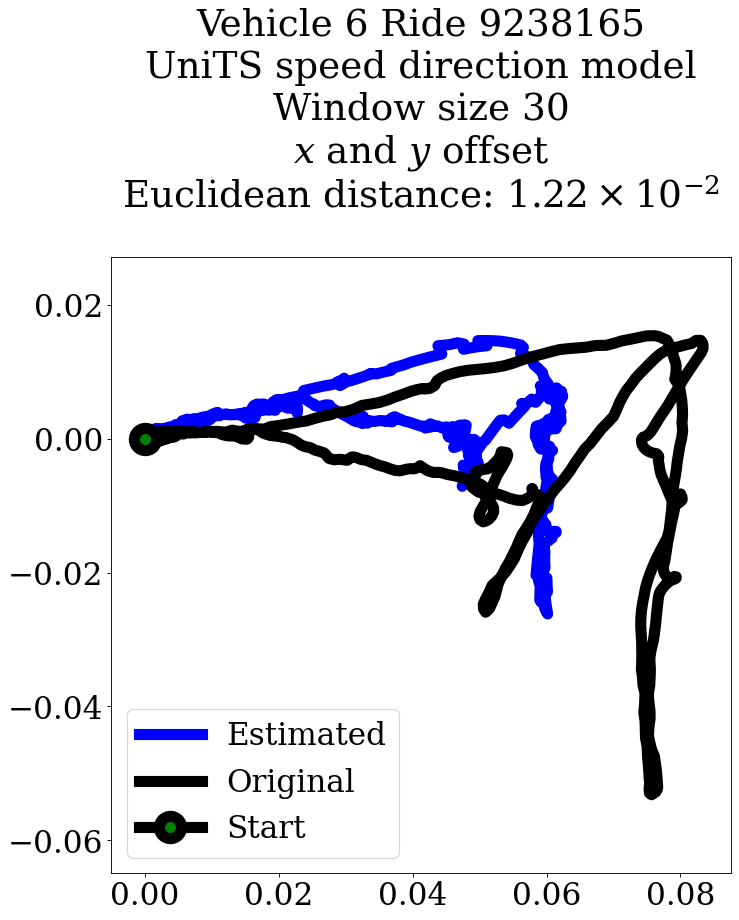 Vehicle 6 Ride 9238165
UniTS speed direction model
Window size 30
x and y offset
Euclidean distance: 1.22 × 10⁻²
0.02
0.00
−0.02
−0.04
−0.06
Estimated
Original
Start
0.00 0.02 0.04 0.06 0.08